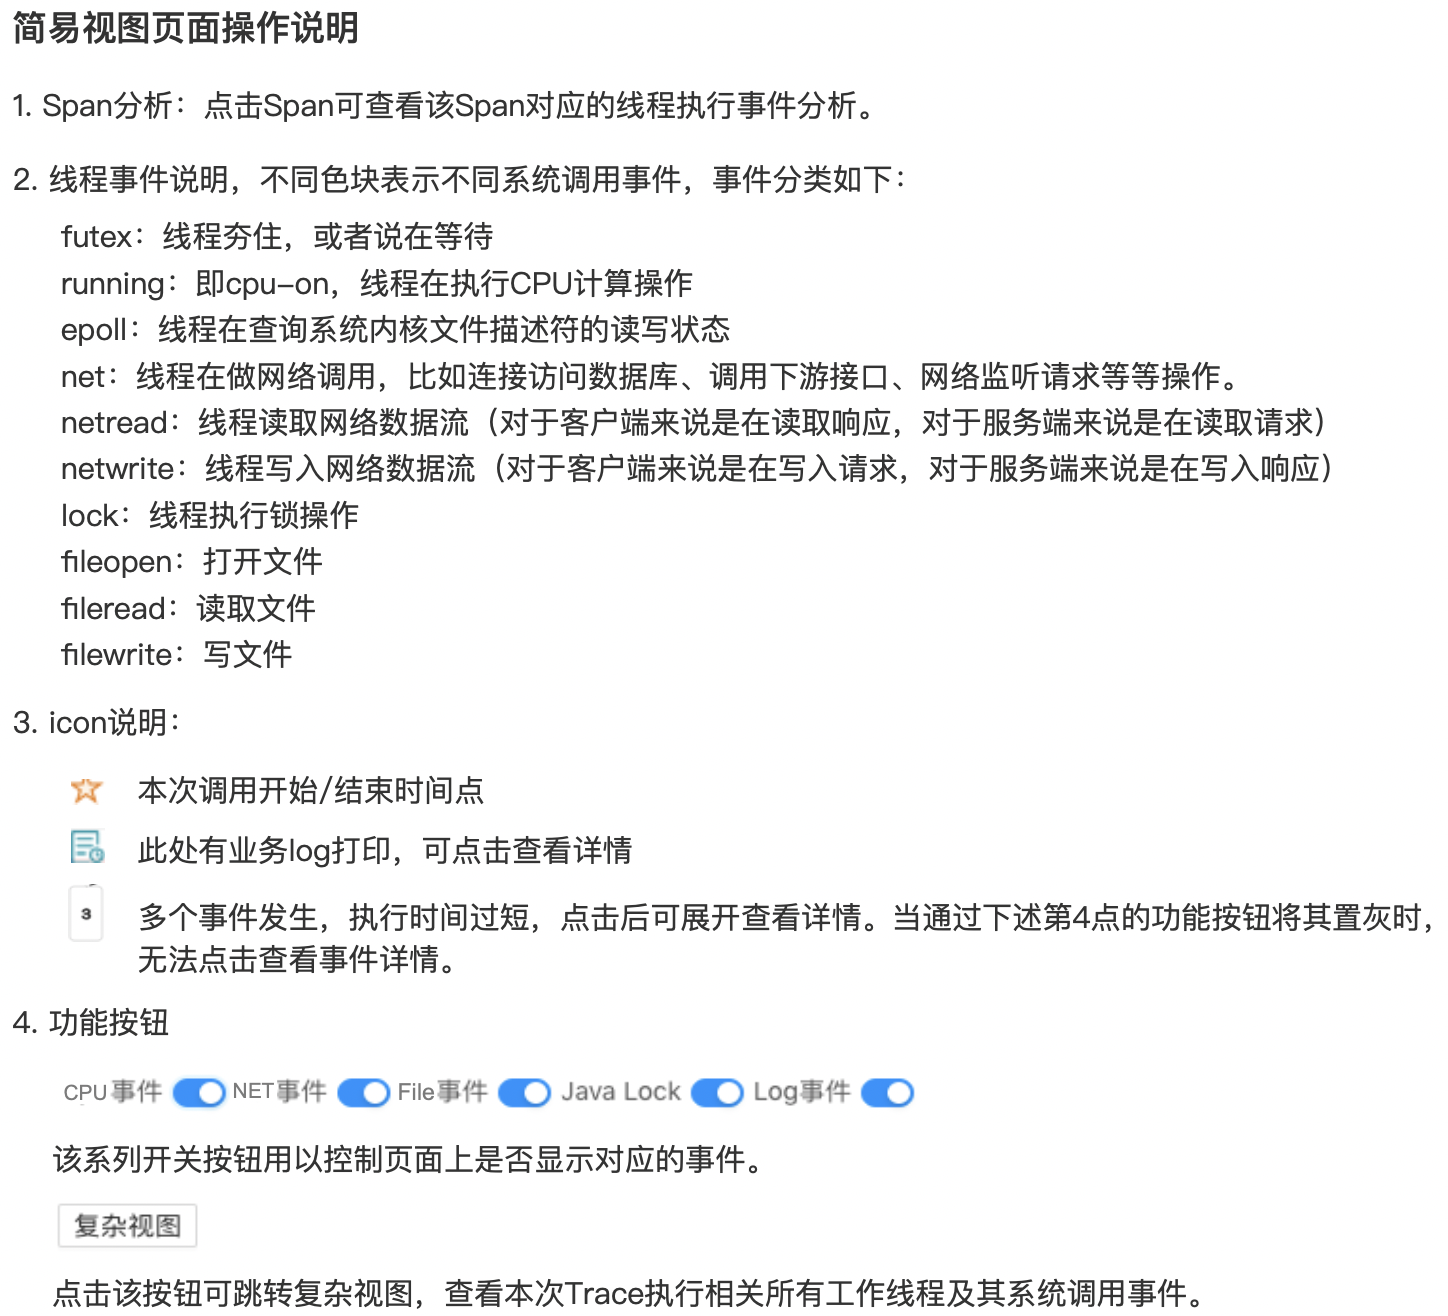 简易视图页面操作说明
1. Span分析：点击Span可查看该Span对应的线程执行事件分析。
2. 线程事件说明，不同色块表示不同系统调用事件，事件分类如下：
futex：线程夯住，或者说在等待
running：即cpu-on，线程在执行CPU计算操作
epoll：线程在查询系统内核文件描述符的读写状态
net：线程在做网络调用，比如连接访问数据库、调用下游接口、网络监听请求等等操作。
netread：线程读取网络数据流（对于客户端来说是在读取响应，对于服务端来说是在读取请求）
netwrite：线程写入网络数据流（对于客户端来说是在写入请求，对于服务端来说是在写入响应）
lock：线程执行锁操作
fileopen：打开文件
fileread：读取文件
filewrite：写文件
3. icon说明：
本次调用开始/结束时间点
此处有业务log打印，可点击查看详情
3 多个事件发生，执行时间过短，点击后可展开查看详情。当通过下述第4点的功能按钮将其置灰时，
无法点击查看事件详情。
4. 功能按钮
CPU事件 NET事件 File事件 Java Lock Log事件
该系列开关按钮用以控制页面上是否显示对应的事件。
复杂视图
点击该按钮可跳转复杂视图，查看本次Trace执行相关所有工作线程及其系统调用事件。